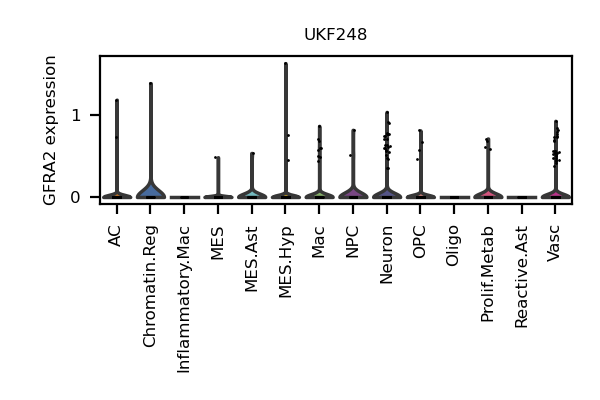 UKF248
GFRA2 expression
1
0
AC
Chromatin.Reg
Inflammatory.Mac
MES
MES.Ast
MES.Hyp
Mac
NPC
Neuron
OPC
Oligo
Prolif.Metab
Reactive.Ast
Vasc